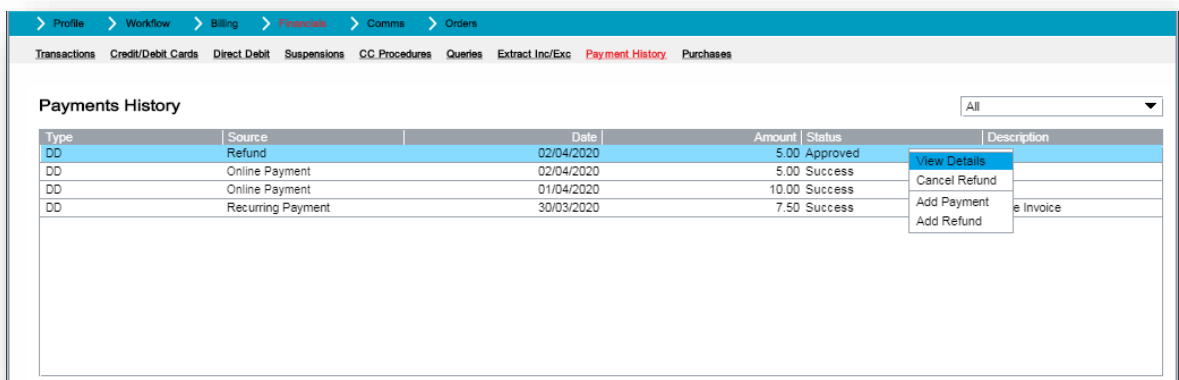 Profile Workflow Billing Financials Comms Orders
Transactions Credit/Debit Cards Direct Debit Suspensions CC Procedures Queries Extract Inc/Exc Payment History Purchases
Payments History All
Type Source Date Amount Status Description
DD Refund 02/04/2020 5.00 Approved
DD Online Payment 02/04/2020 5.00 Success
DD Online Payment 01/04/2020 10.00 Success
DD Recurring Payment 30/03/2020 7.50 Success e Invoice
View Details
Cancel Refund
Add Payment
Add Refund